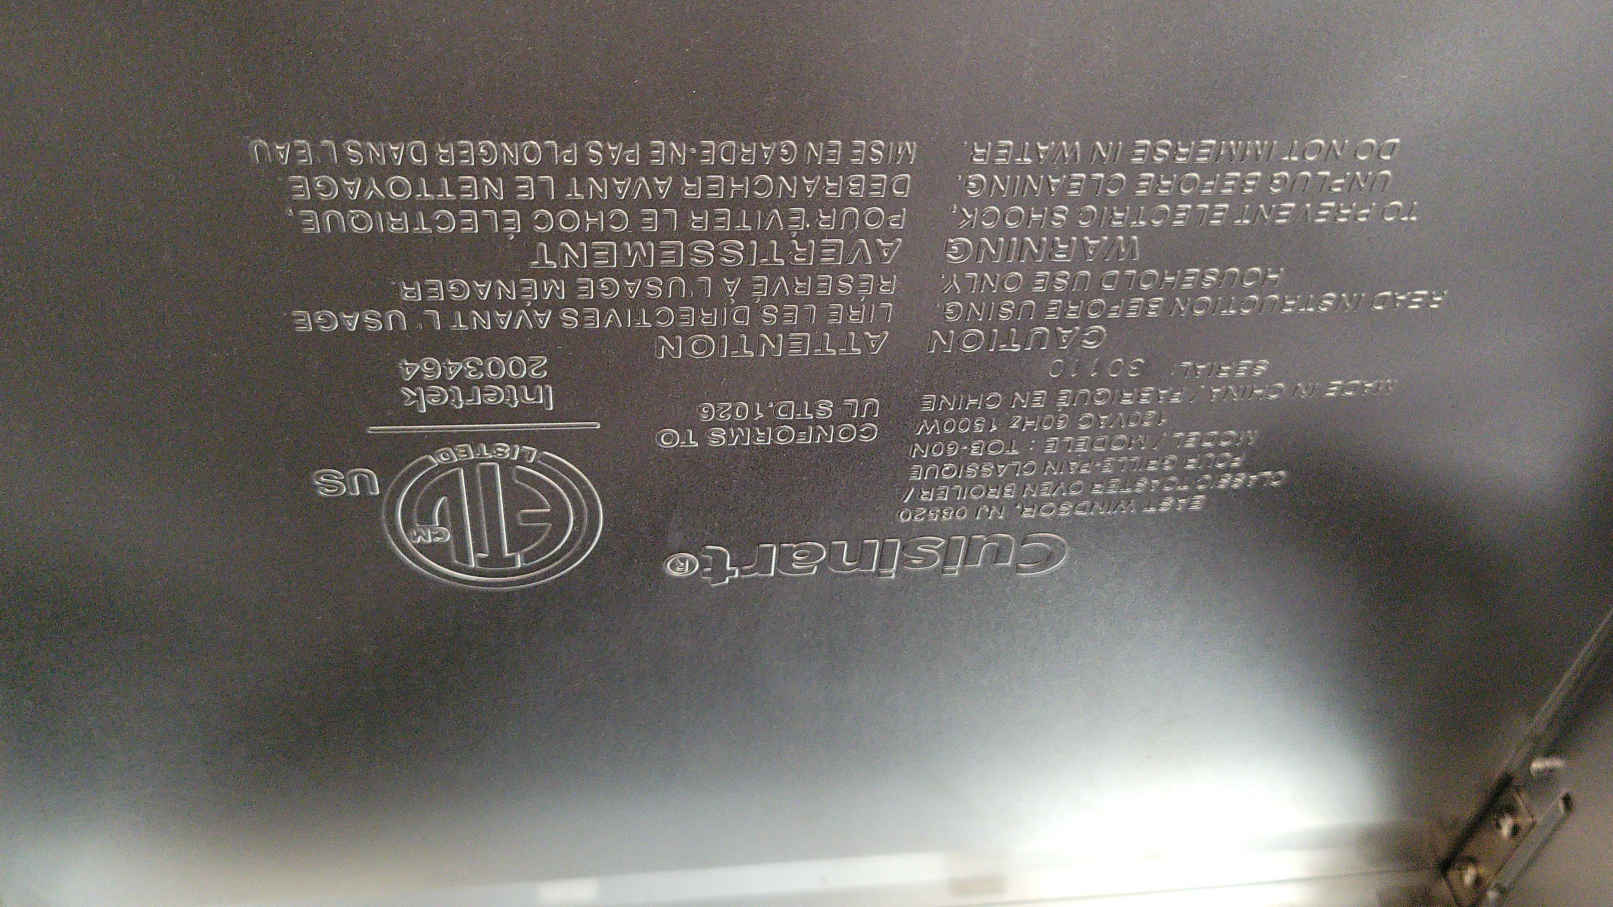 Cuisinart®
EAST WINDSOR, NJ 08520
CLASSIC TOASTER OVEN BROILER /
FOUR GRILLE-PAIN CLASSIQUE
MODEL / MODELE : TOB-60N
120VAC 60Hz 1500W
MADE IN CHINA / FABRIQUÉ EN CHINE
SERIAL: 30110
CAUTION
READ INSTRUCTION BEFORE USING.
HOUSEHOLD USE ONLY.
WARNING
TO PREVENT ELECTRIC SHOCK,
UNPLUG BEFORE CLEANING.
DO NOT IMMERSE IN WATER.
CONFORMS TO
UL STD.1026
ETL
CM
LISTED
US
Intertek
2003464
ATTENTION
LIRE LES DIRECTIVES AVANT L' USAGE.
RÉSERVÉ À L'USAGE MÉNAGER.
AVERTISSEMENT
POUR ÉVITER LE CHOC ÉLECTRIQUE,
DEBRANCHER AVANT LE NETTOYAGE
MISE EN GARDE-NE PAS PLONGER DANS L'EAU